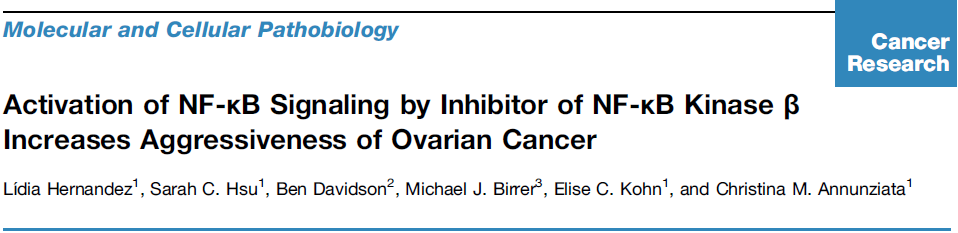 Molecular and Cellular Pathobiology
Cancer
Research
Activation of NF-κB Signaling by Inhibitor of NF-κB Kinase β
Increases Aggressiveness of Ovarian Cancer
Lídia Hernandez¹, Sarah C. Hsu¹, Ben Davidson², Michael J. Birrer³, Elise C. Kohn¹, and Christina M. Annunziata¹